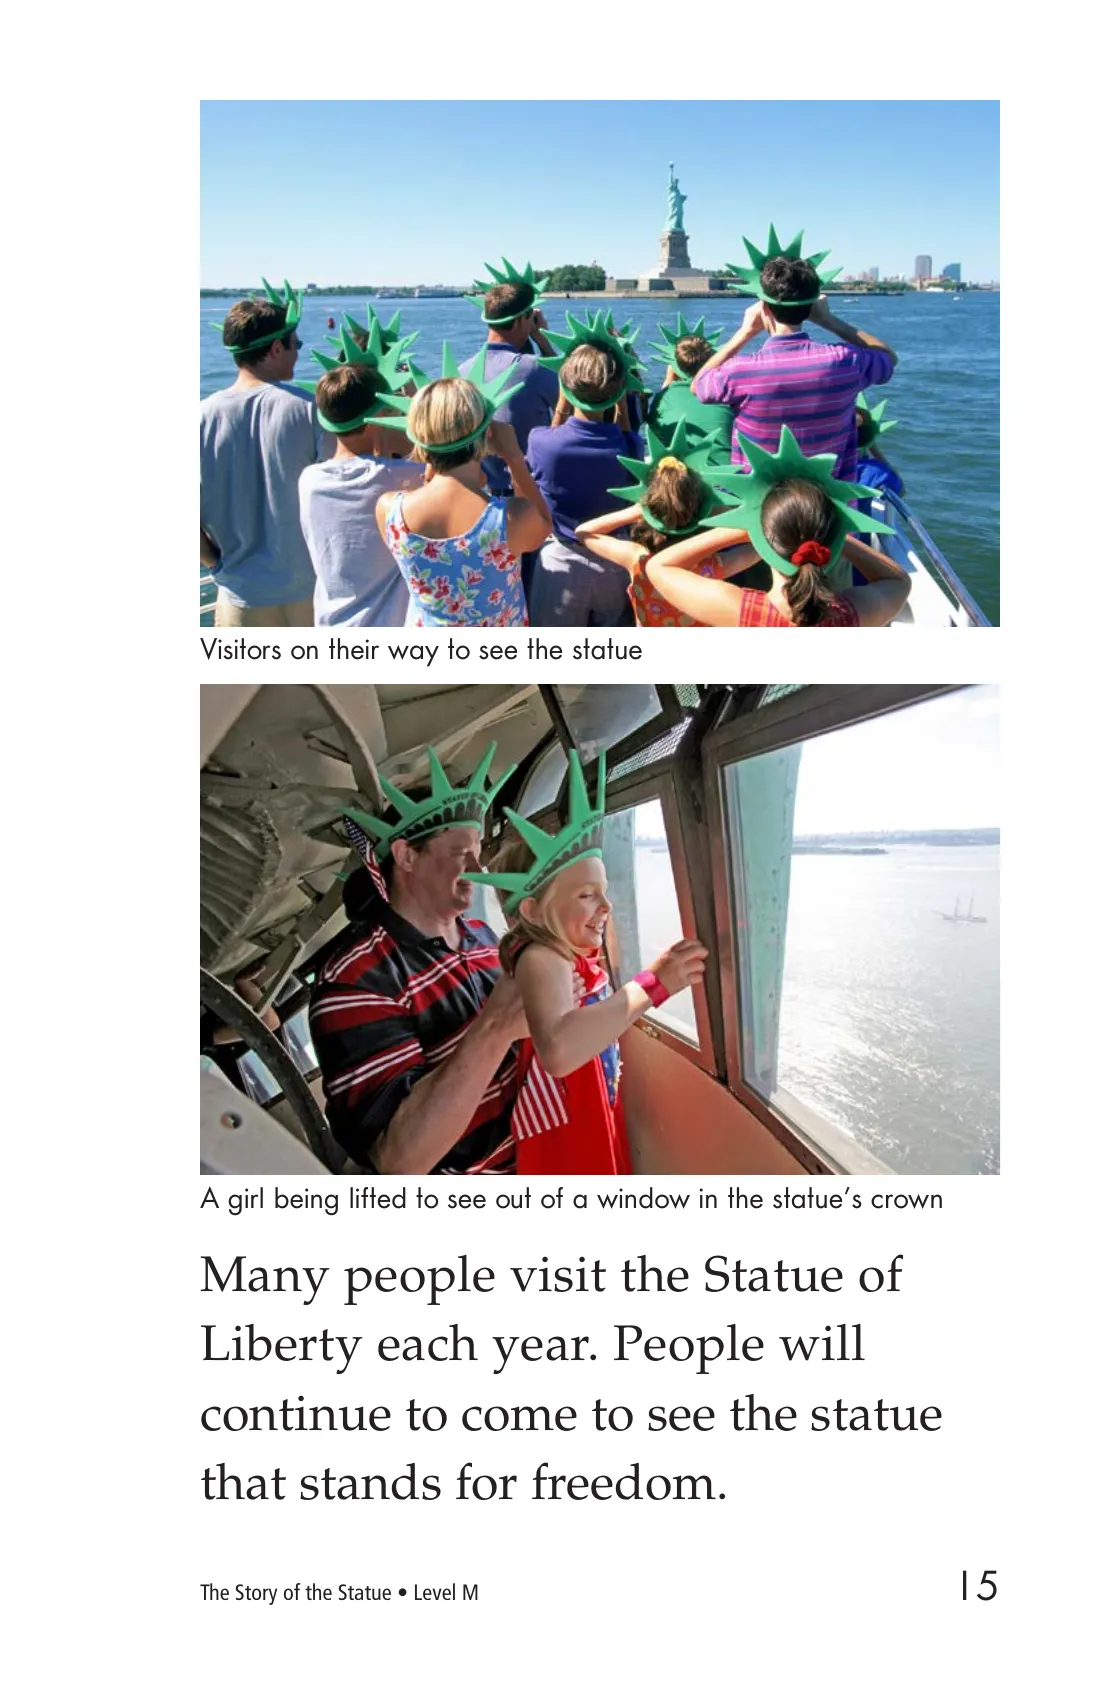 Visitors on their way to see the statue
A girl being lifted to see out of a window in the statue's crown
Many people visit the Statue of
Liberty each year. People will
continue to come to see the statue
that stands for freedom.
The Story of the Statue • Level M
15